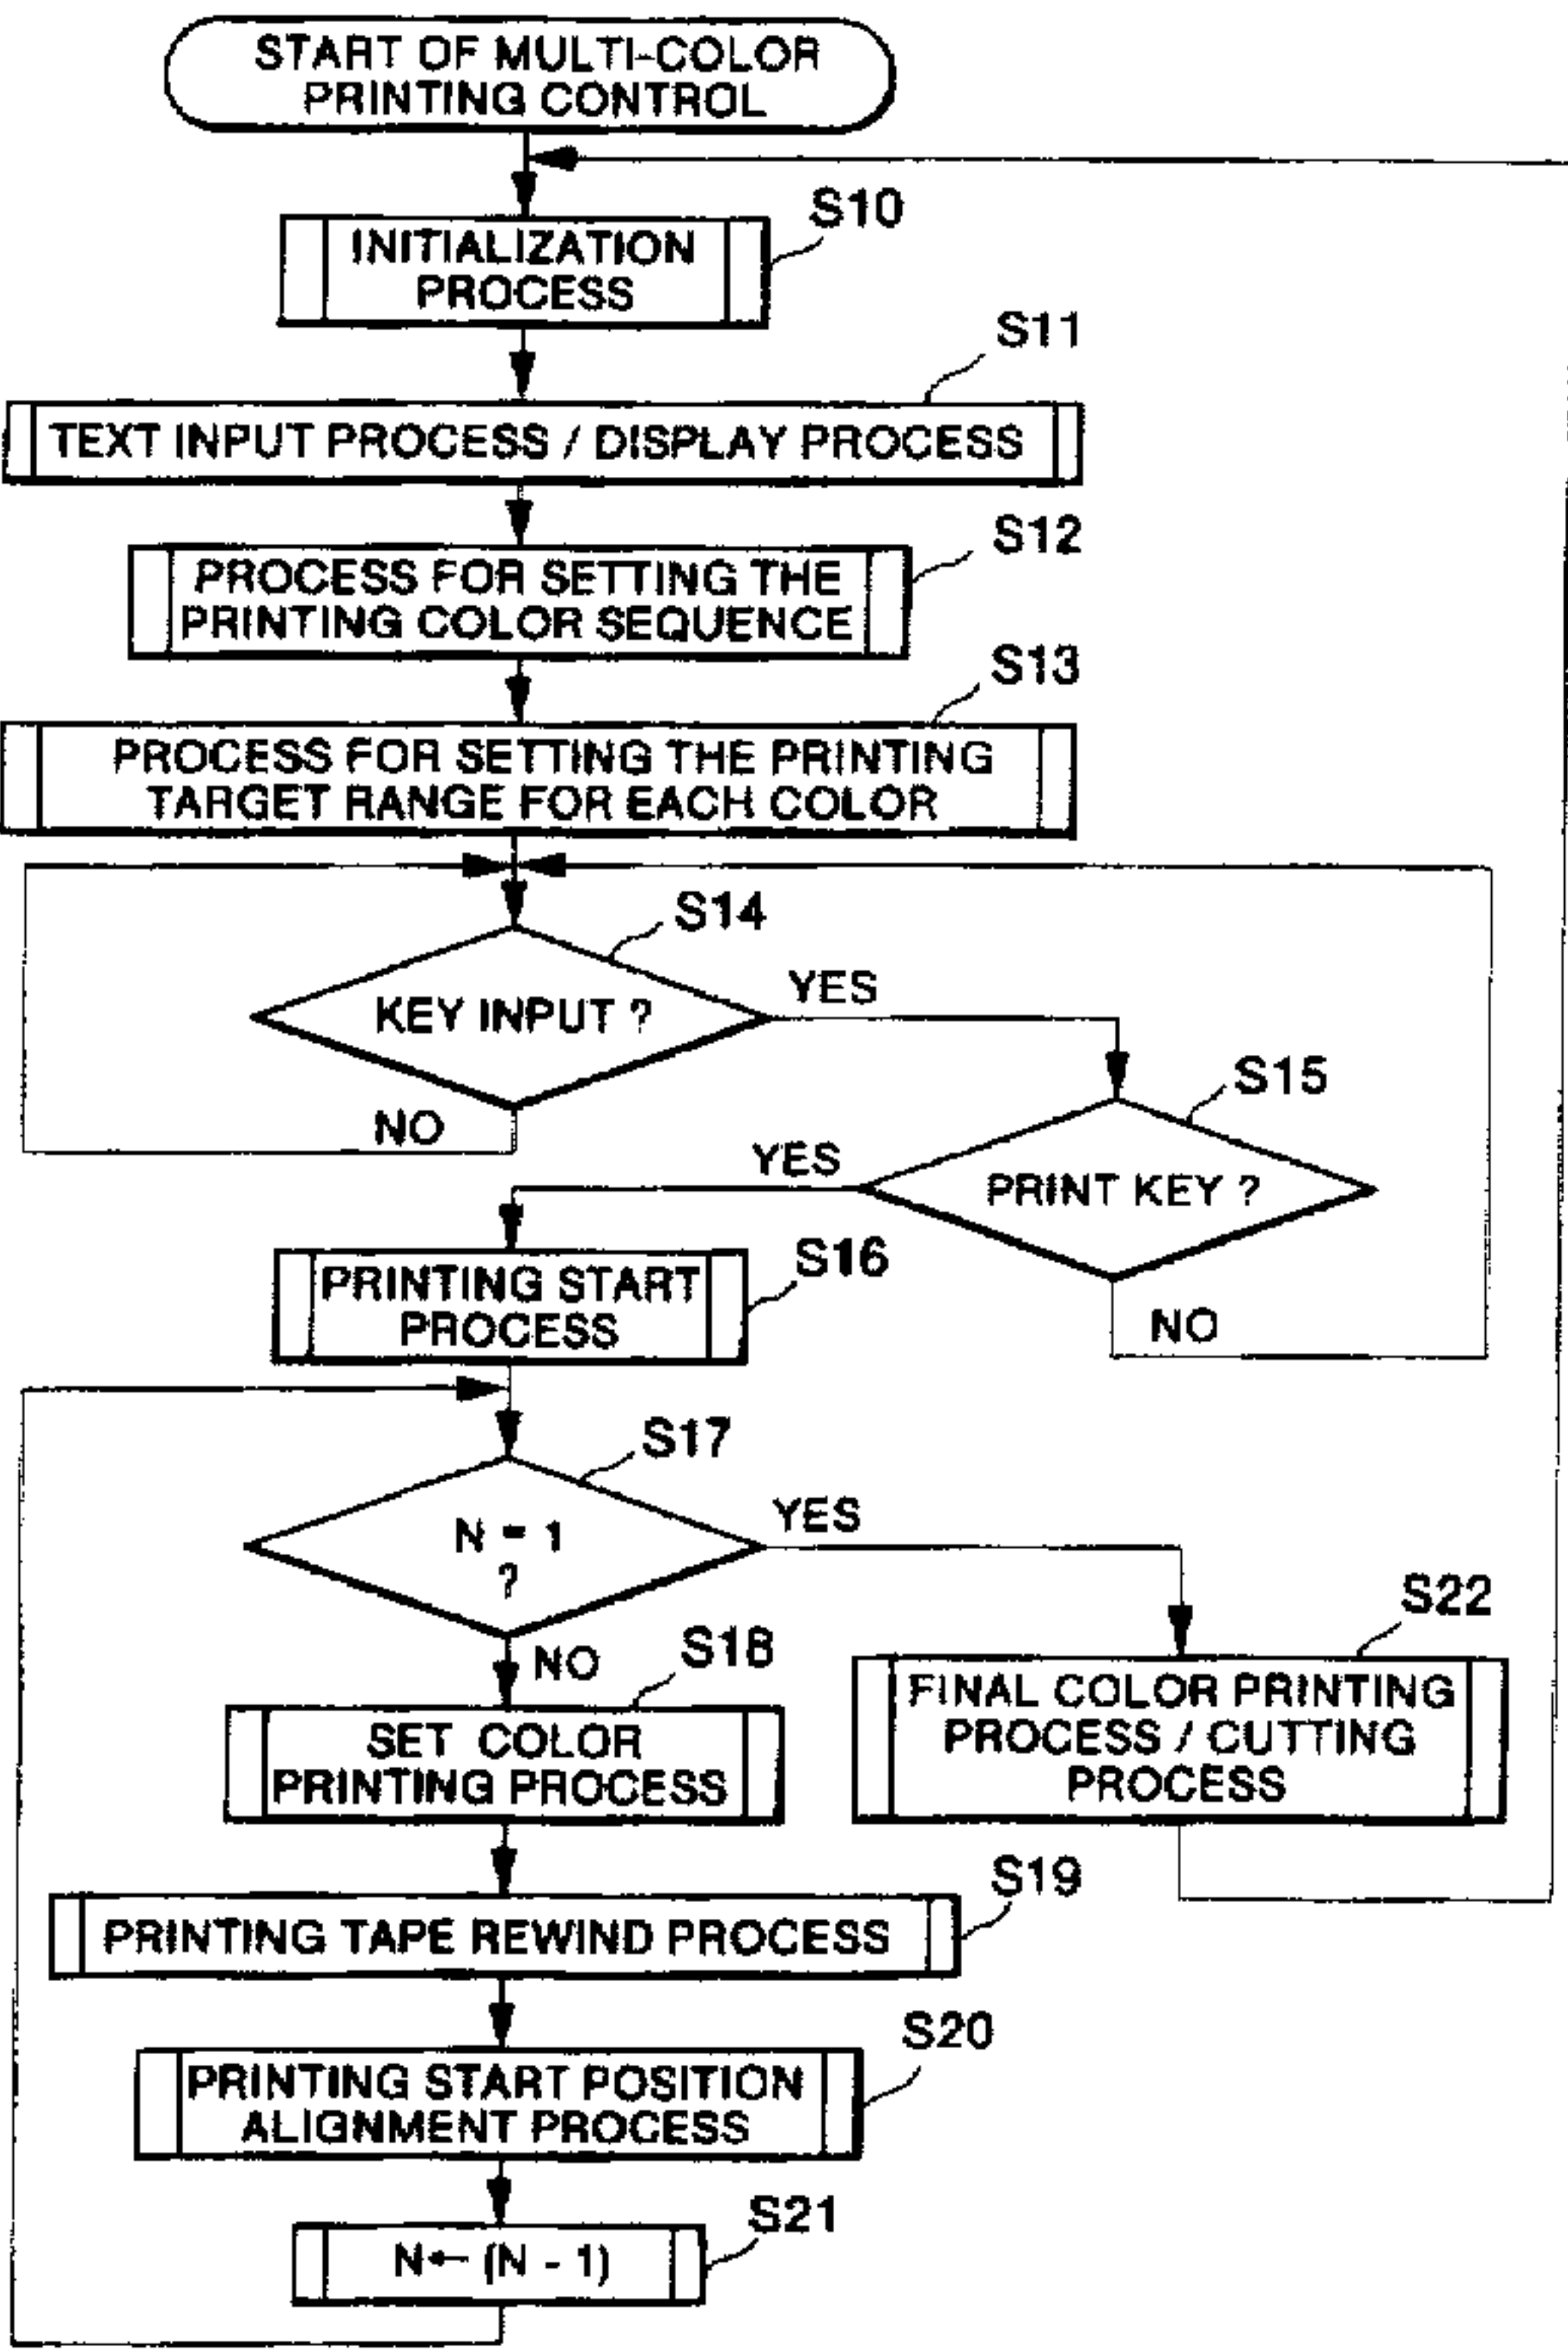 START OF MULTI-COLOR
PRINTING CONTROL
S10
INITIALIZATION
PROCESS
S11
TEXT INPUT PROCESS / DISPLAY PROCESS
S12
PROCESS FOR SETTING THE
PRINTING COLOR SEQUENCE
S13
PROCESS FOR SETTING THE PRINTING
TARGET RANGE FOR EACH COLOR
S14
KEY INPUT ?
YES
NO
S15
PRINT KEY ?
YES
NO
S16
PRINTING START
PROCESS
S17
N = 1
?
YES
NO
S18
SET COLOR
PRINTING PROCESS
S22
FINAL COLOR PRINTING
PROCESS / CUTTING
PROCESS
S19
PRINTING TAPE REWIND PROCESS
S20
PRINTING START POSITION
ALIGNMENT PROCESS
S21
N ← (N - 1)